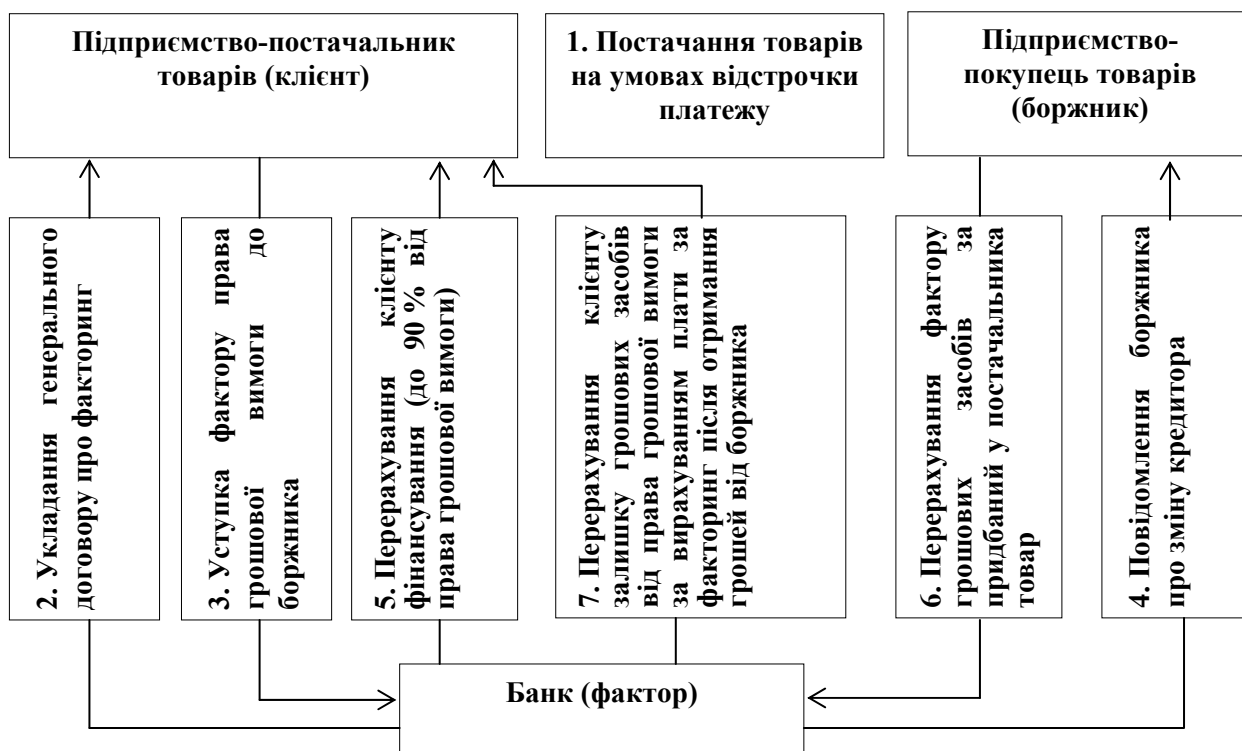 Підприємство-постачальник
товарів (клієнт)
1. Постачання товарів
на умовах відстрочки
платежу
Підприємство-
покупець товарів
(боржник)
2. Укладання генерального
договору про факторинг
3. Уступка фактору права
грошової вимоги до
боржника
5. Перерахування клієнту
фінансування (до 90 % від
права грошової вимоги)
7. Перерахування клієнту
залишку грошових засобів
від права грошової вимоги
за вирахуванням плати за
факторинг після отримання
грошей від боржника
6. Перерахування фактору
грошових засобів за
придбаний у постачальника
товар
4. Повідомлення боржника
про зміну кредитора
Банк (фактор)